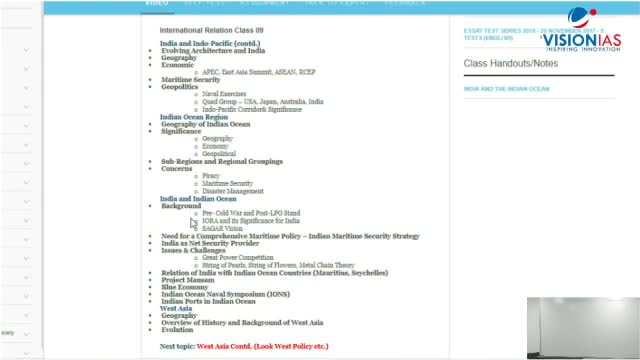 VIDEO SELF TEST ASSIGNMENT TALK TO EXPERT FEEDBACK
International Relation Class 09
India and Indo-Pacific (contd.)
Evolving Architecture and India
Geography
Economic
APEC, East Asia Summit, ASEAN, RCEP
Maritime Security
Geopolitics
Naval Exercises
Quad Group – USA, Japan, Australia, India
Indo-Pacific Corridor& Significance
Indian Ocean Region
Geography of Indian Ocean
Significance
Geography
Economy
Geopolitical
Sub-Regions and Regional Groupings
Concerns
Piracy
Maritime Security
Disaster Management
India and Indian Ocean
Background
Pre- Cold War and Post-LPG Stand
IORA and its Significance for India
SAGAR Vision
Need for a Comprehensive Maritime Policy – Indian Maritime Security Strategy
India as Net Security Provider
Issues & Challenges
Great Power Competition
String of Pearls, String of Flowers, Metal Chain Theory
Relation of India with Indian Ocean Countries (Mauritius, Seychelles)
Project Mausam
Blue Economy
Indian Ocean Naval Symposium (IONS)
Indian Ports in Indian Ocean
West Asia
Geography
Overview of History and Background of West Asia
Evolution
Next topic: West Asia Contd. (Look West Policy etc.)
VISIONIAS
INSPIRING INNOVATION
TESTS(ENGLISH)
Class Handouts/Notes
INDIA AND THE INDIAN OCEAN